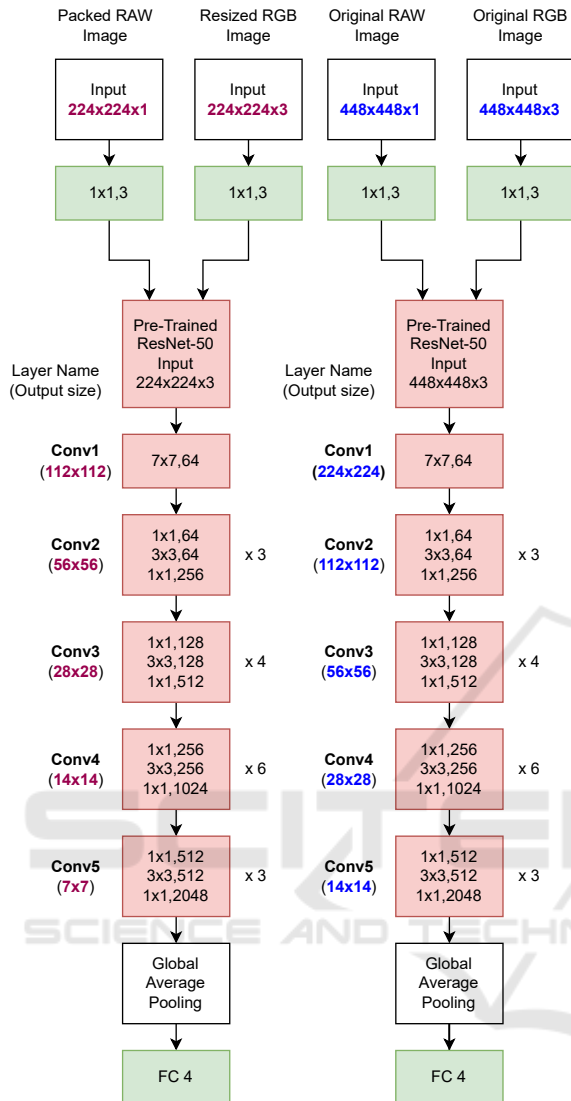 Packed RAW
Image
Resized RGB
Image
Original RAW
Image
Original RGB
Image
Input
224x224x1
Input
224x224x3
Input
448x448x1
Input
448x448x3
1x1,3
1x1,3
1x1,3
1x1,3
Pre-Trained
ResNet-50
Input
224x224x3
Layer Name
(Output size)
Conv1
(112x112)
7x7,64
Conv2
(56x56)
1x1,64
3x3,64
1x1,256
x 3
Conv3
(28x28)
1x1,128
3x3,128
1x1,512
x 4
Conv4
(14x14)
1x1,256
3x3,256
1x1,1024
x 6
Conv5
(7x7)
1x1,512
3x3,512
1x1,2048
x 3
Global
Average
Pooling
FC 4
Pre-Trained
ResNet-50
Input
448x448x3
Layer Name
(Output size)
Conv1
(224x224)
7x7,64
Conv2
(112x112)
1x1,64
3x3,64
1x1,256
x 3
Conv3
(56x56)
1x1,128
3x3,128
1x1,512
x 4
Conv4
(28x28)
1x1,256
3x3,256
1x1,1024
x 6
Conv5
(14x14)
1x1,512
3x3,512
1x1,2048
x 3
Global
Average
Pooling
FC 4
SCIENCE AND